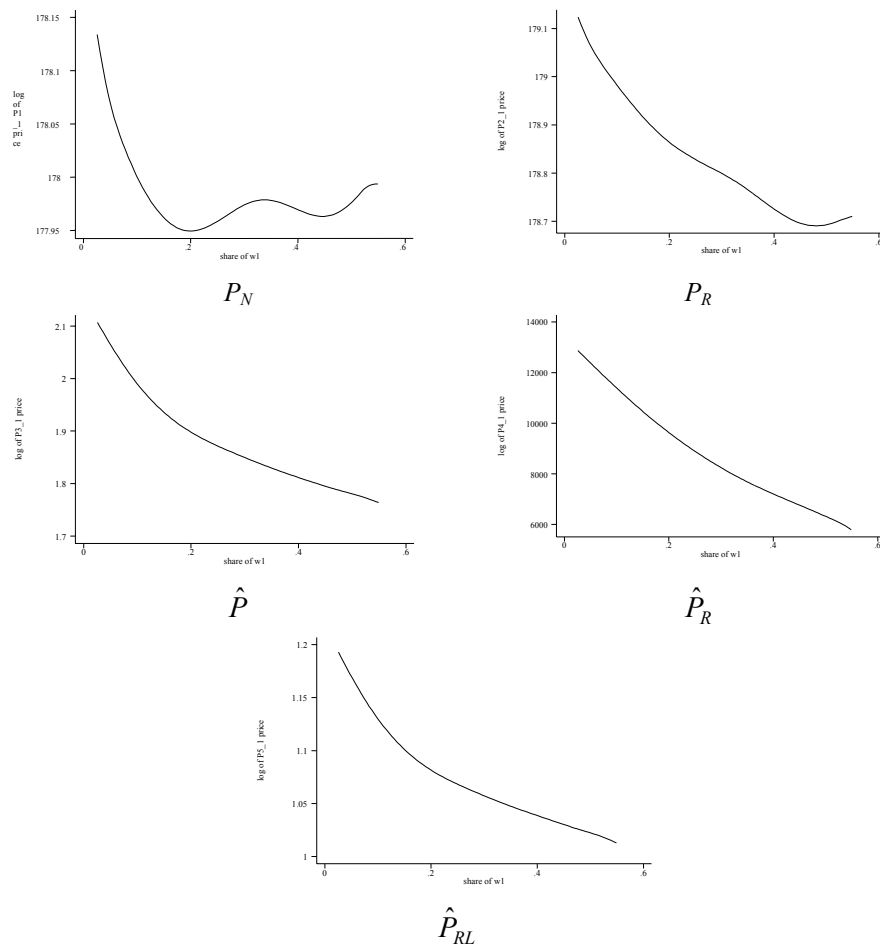 178.15
178.1
178.05
178
177.95
log
of
P1
_1
pri
ce
0
.2
.4
.6
share of w1
P_N
179.1
179
178.9
178.8
178.7
log of P2_1 price
0
.2
.4
.6
share of w1
P_R
2.1
2
1.9
1.8
1.7
log of P3_1 price
0
.2
.4
.6
share of w1
P̂
14000
12000
10000
8000
6000
log of P4_1 price
0
.2
.4
.6
share of w1
P̂_R
1.2
1.15
1.1
1.05
1
log of P5_1 price
0
.2
.4
.6
share of w1
P̂_RL